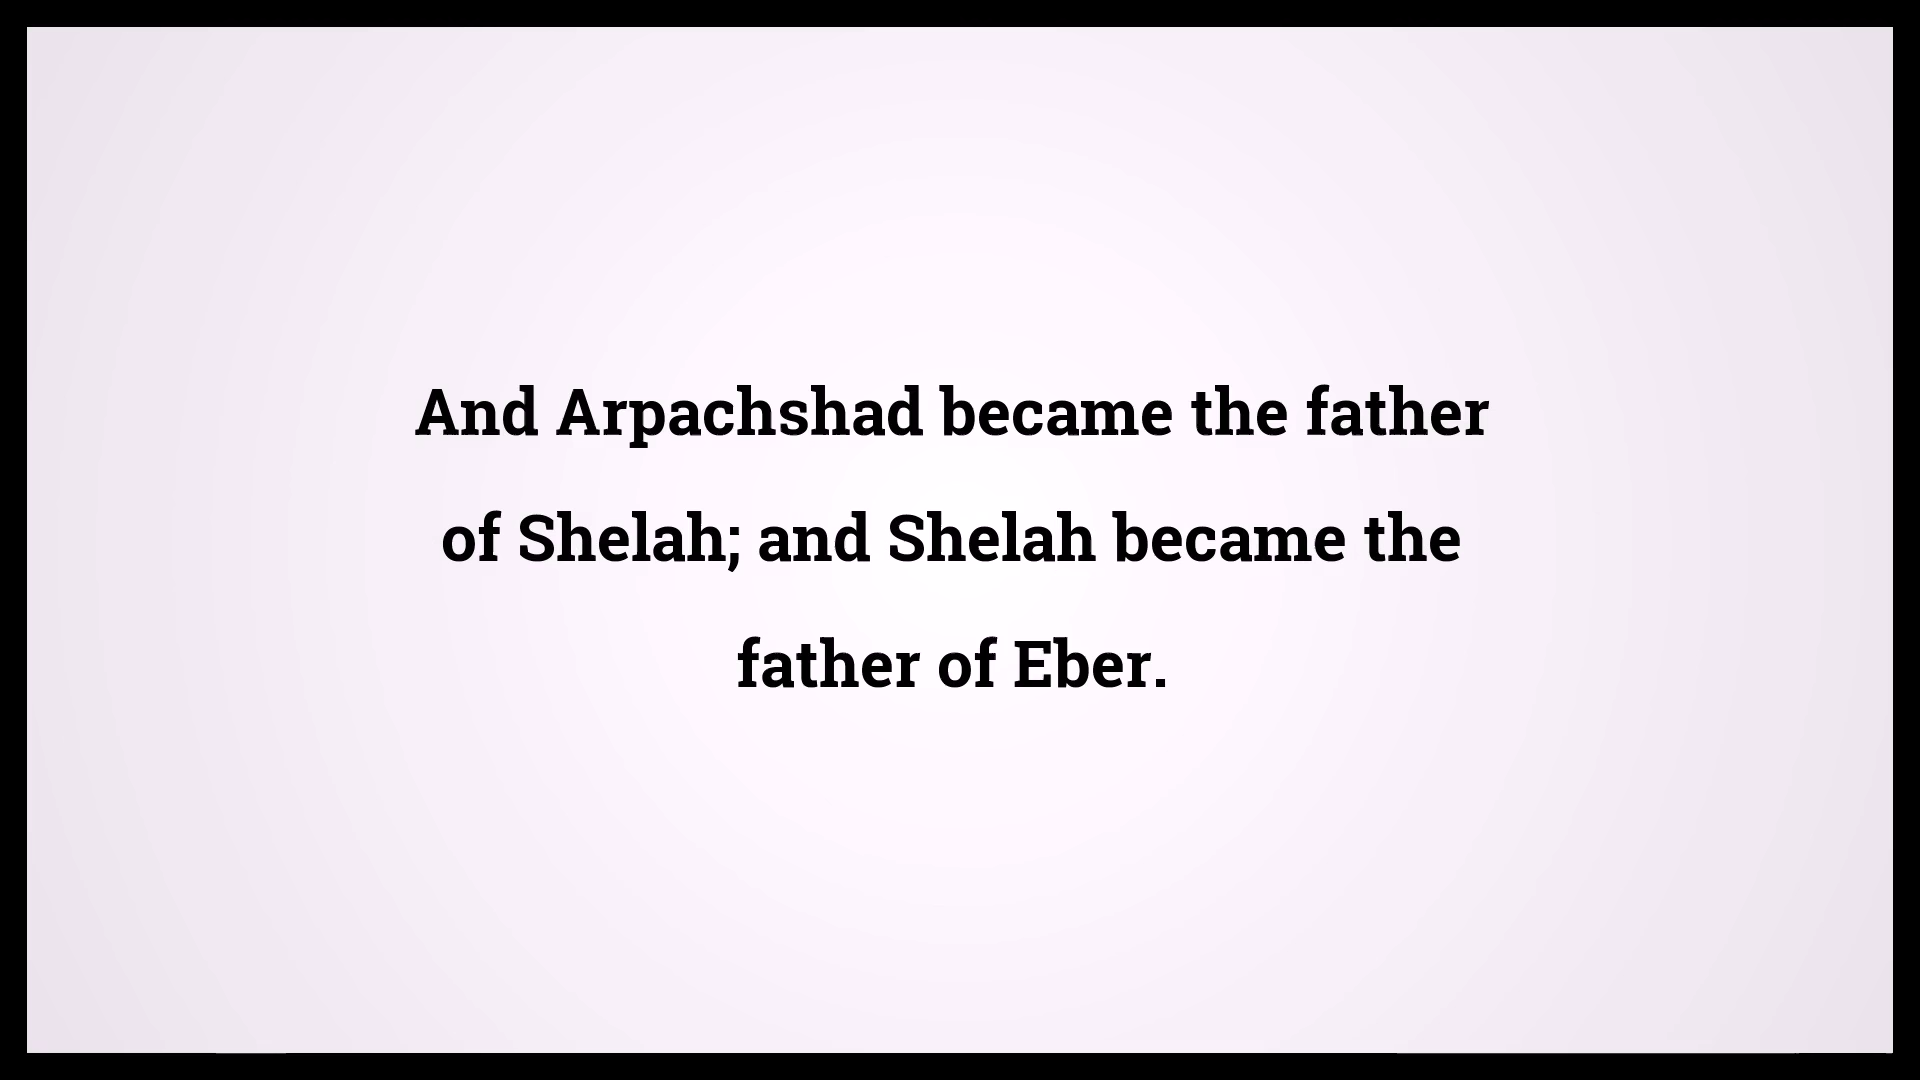 And Arpachshad became the father
of Shelah; and Shelah became the
father of Eber.